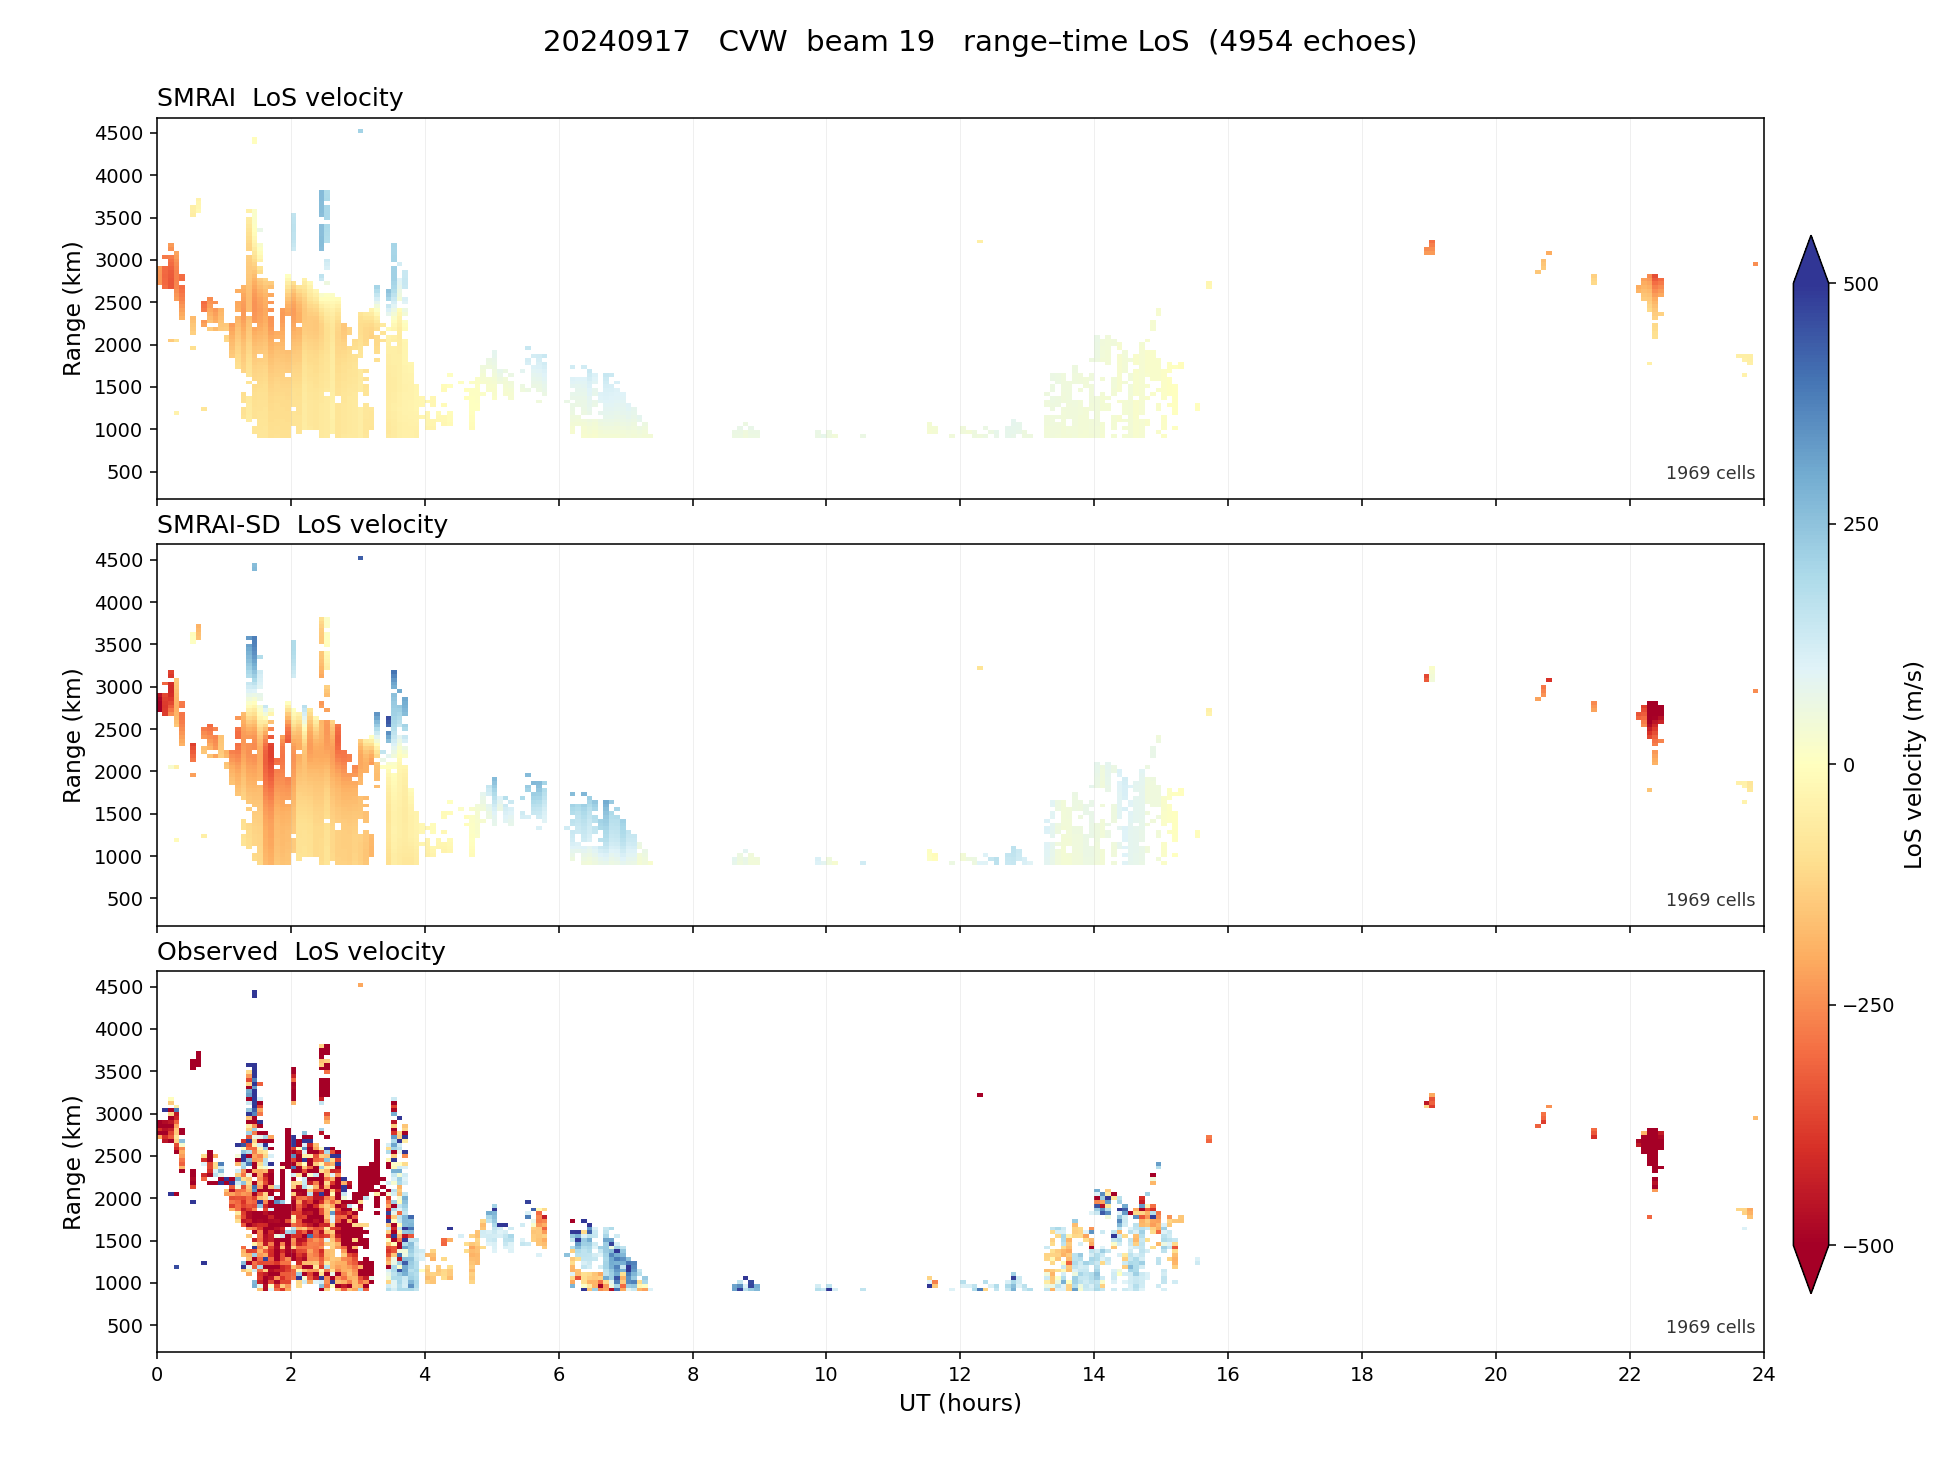 20240917   CVW  beam 19   range–time LoS  (4954 echoes)
SMRAI  LoS velocity
4500
4000
3500
3000
2500
2000
1500
1000
500
Range (km)
1969 cells
SMRAI-SD  LoS velocity
4500
4000
3500
3000
2500
2000
1500
1000
500
Range (km)
1969 cells
Observed  LoS velocity
4500
4000
3500
3000
2500
2000
1500
1000
500
Range (km)
1969 cells
0 2 4 6 8 10 12 14 16 18 20 22 24
UT (hours)
500
250
0
−250
−500
LoS velocity (m/s)